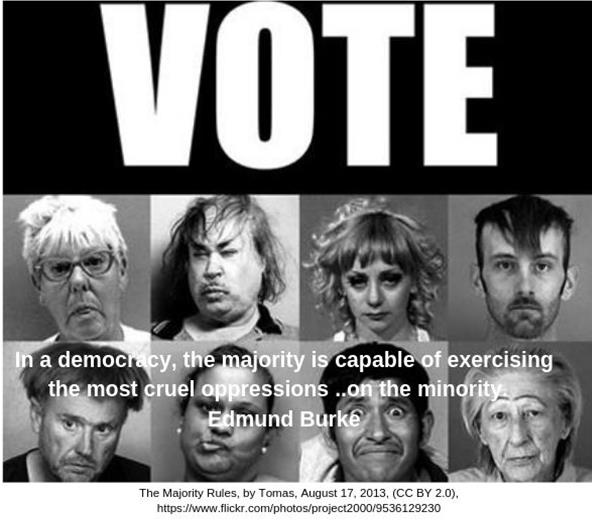 VOTE
In a democracy, the majority is capable of exercising
the most cruel oppressions ..on the minority.
Edmund Burke
The Majority Rules, by Tomas, August 17, 2013, (CC BY 2.0),
https://www.flickr.com/photos/project2000/9536129230